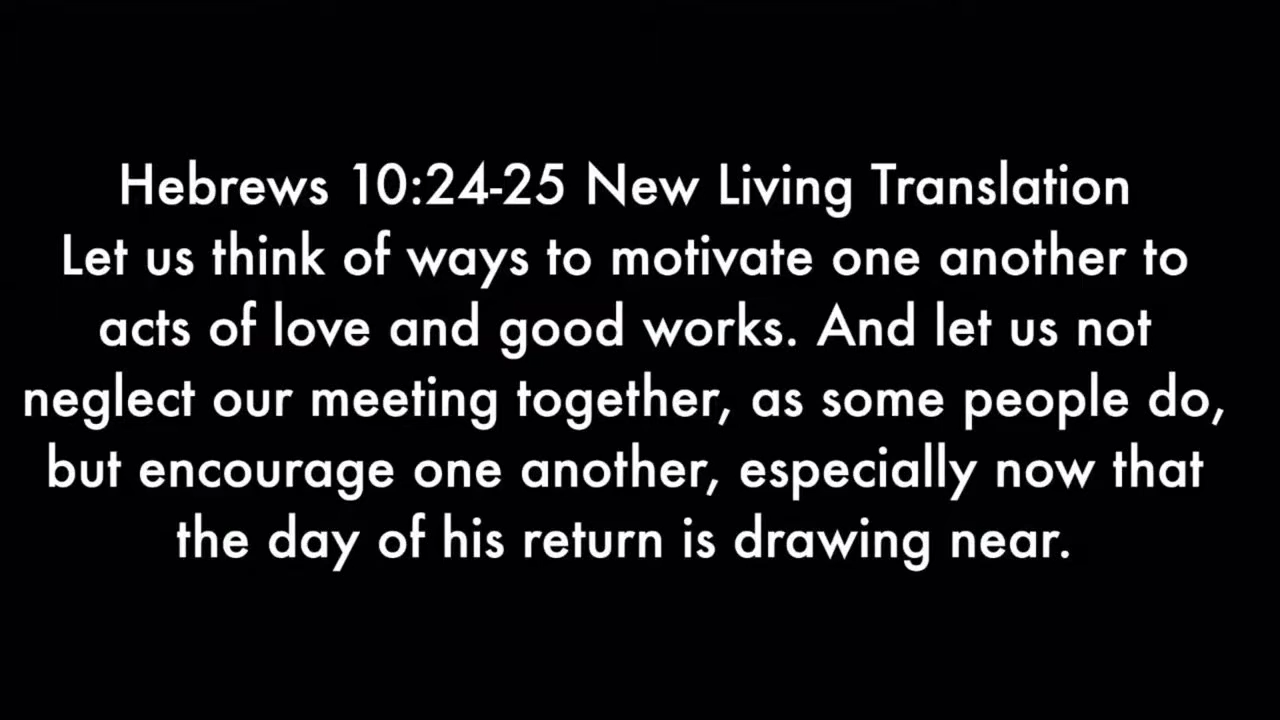 Hebrews 10:24-25 New Living Translation
Let us think of ways to motivate one another to
acts of love and good works. And let us not
neglect our meeting together, as some people do,
but encourage one another, especially now that
the day of his return is drawing near.